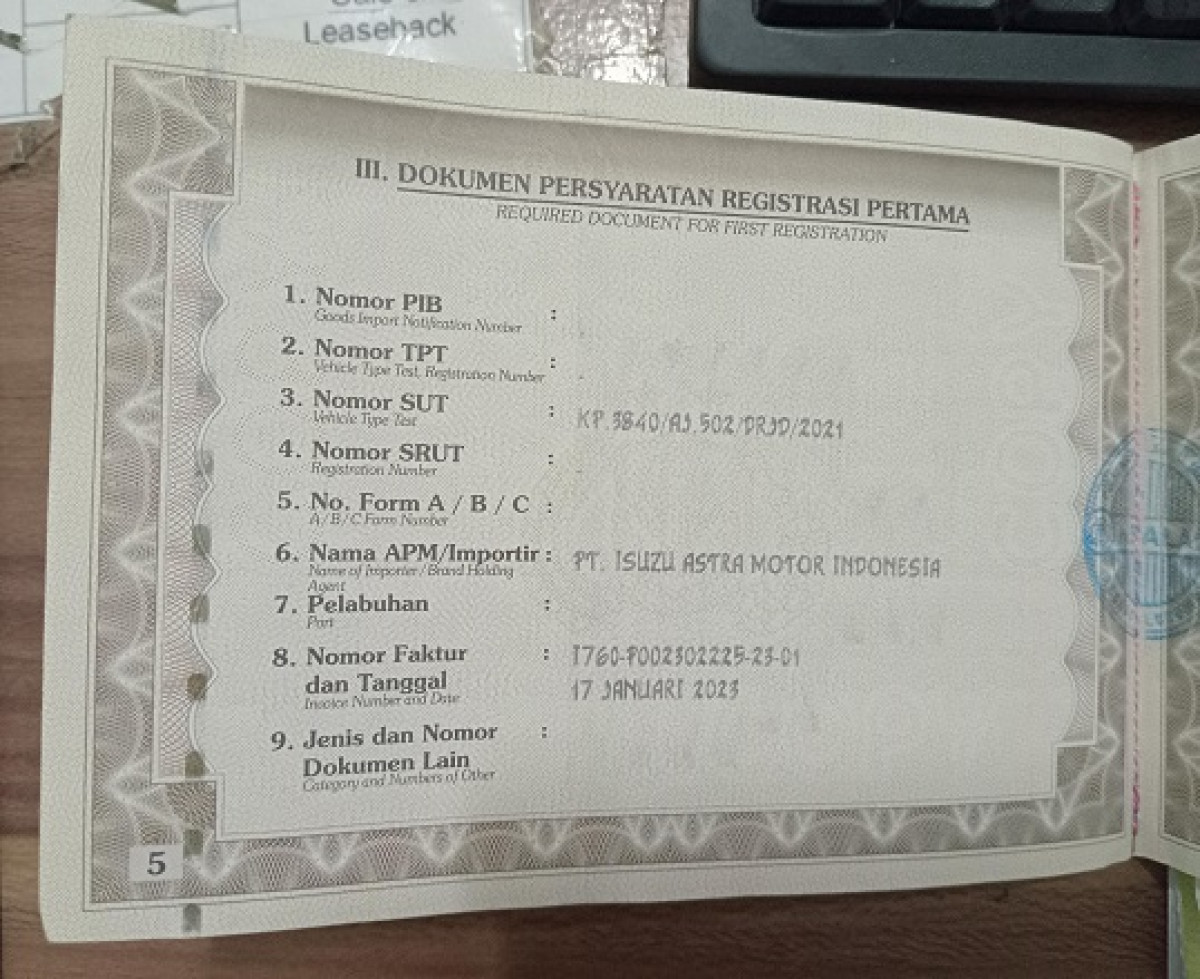 Leaseback
III. DOKUMEN PERSYARATAN REGISTRASI PERTAMA
REQUIRED DOCUMENT FOR FIRST REGISTRATION
1. Nomor PIB :
Goods Import Notification Number
2. Nomor TPT : -
Vehicle Type Test, Registration Number
3. Nomor SUT : KP.3840/AJ.502/DRJD/2021
Vehicle Type Test
4. Nomor SRUT : -
Registration Number
5. No. Form A / B / C :
A / B / C Form Number
6. Nama APM/Importir : PT. ISUZU ASTRA MOTOR INDONESIA
Name of Importer / Brand Holding
Agent
7. Pelabuhan :
Port
8. Nomor Faktur : I760-P002302225-23-01
dan Tanggal 17 JANUARI 2023
Invoice Number and Date
9. Jenis dan Nomor :
Dokumen Lain
Category and Numbers of Other
5